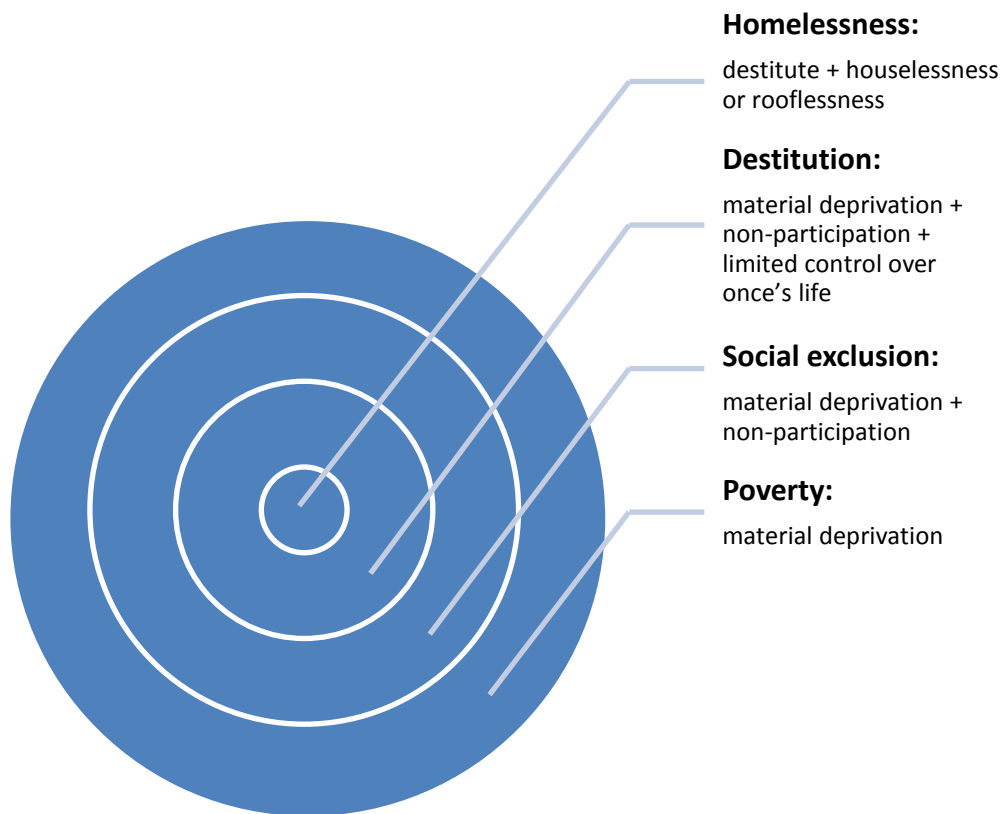 Homelessness:
destitute + houselessness
or rooflessness
Destitution:
material deprivation +
non-participation +
limited control over
once’s life
Social exclusion:
material deprivation +
non-participation
Poverty:
material deprivation